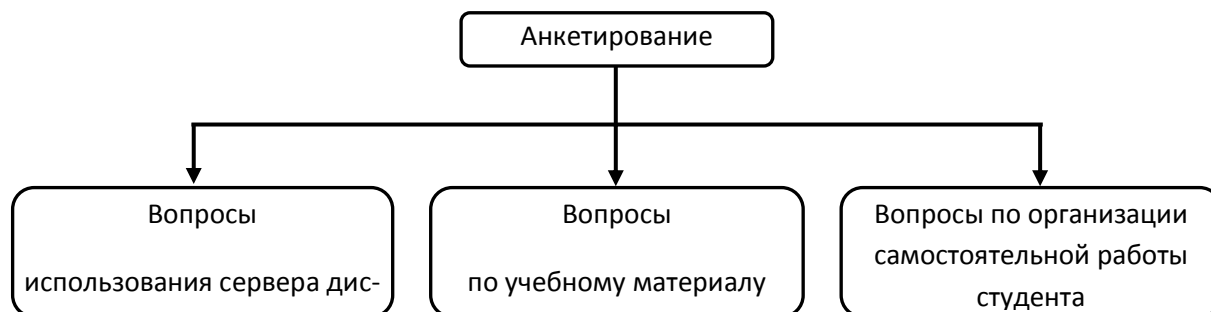 Анкетирование
Вопросы
использования сервера дис-
Вопросы
по учебному материалу
Вопросы по организации
самостоятельной работы
студента